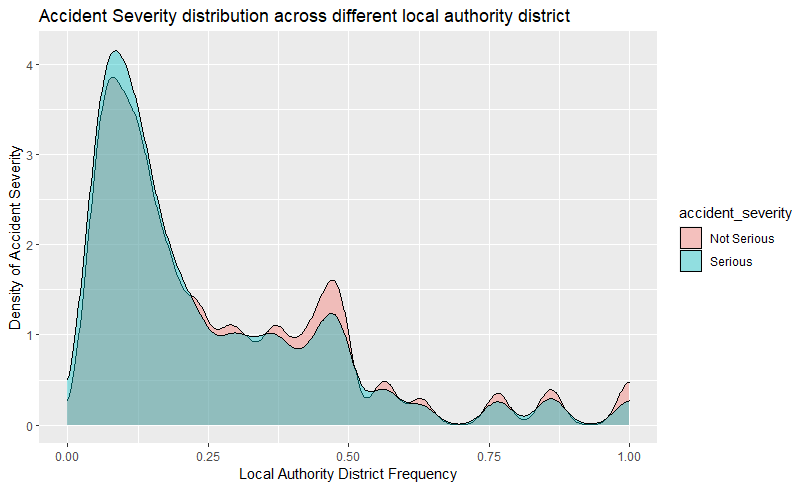 Accident Severity distribution across different local authority district
Density of Accident Severity
4
3
2
1
0
0.00 0.25 0.50 0.75 1.00
Local Authority District Frequency
accident_severity
Not Serious
Serious